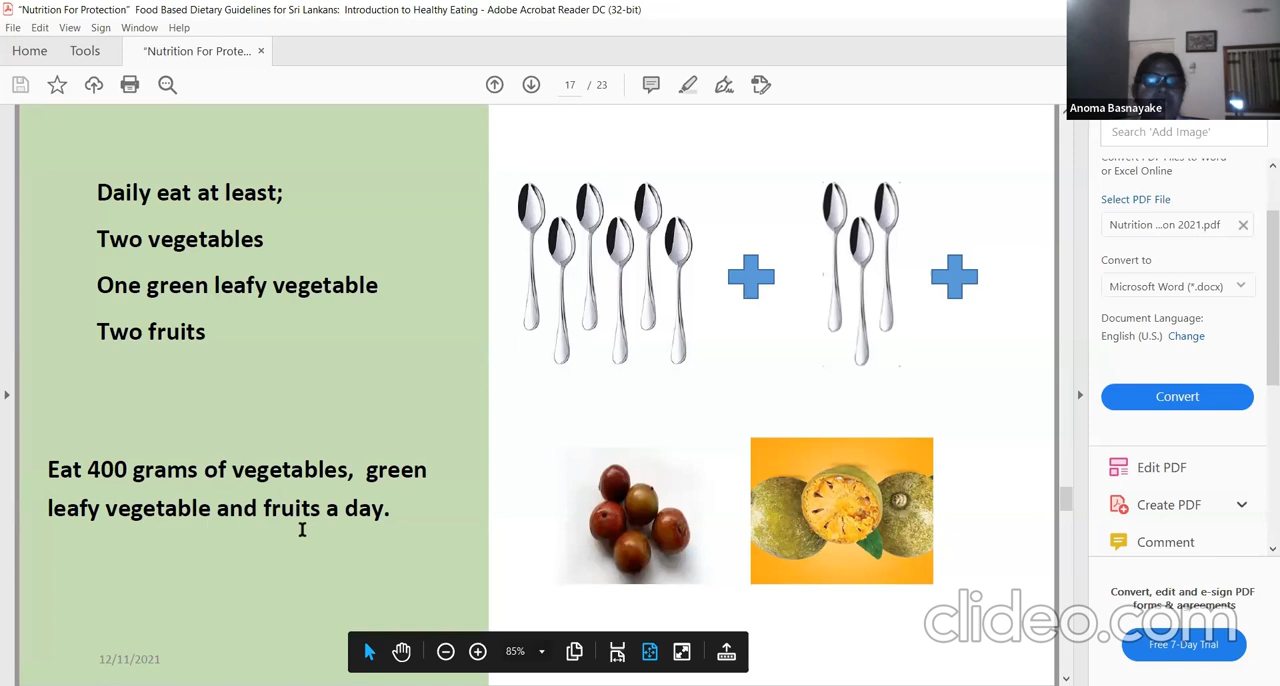 "Nutrition For Protection" Food Based Dietary Guidelines for Sri Lankans: Introduction to Healthy Eating - Adobe Acrobat Reader DC (32-bit)
File Edit View Sign Window Help
Home Tools "Nutrition For Prote... ×
17 / 23
Anoma Basnayake
Daily eat at least;
Two vegetables
One green leafy vegetable
Two fruits
Eat 400 grams of vegetables, green
leafy vegetable and fruits a day.
12/11/2021
85%
Search 'Add Image'
Convert PDF Files to Word
or Excel Online
Select PDF File
Nutrition ...on 2021.pdf
Convert to
Microsoft Word (*.docx)
Document Language:
English (U.S.) Change
Convert
Edit PDF
Create PDF
Comment
Convert, edit and e-sign PDF
forms & agreements
Free 7-Day Trial
clideo.com